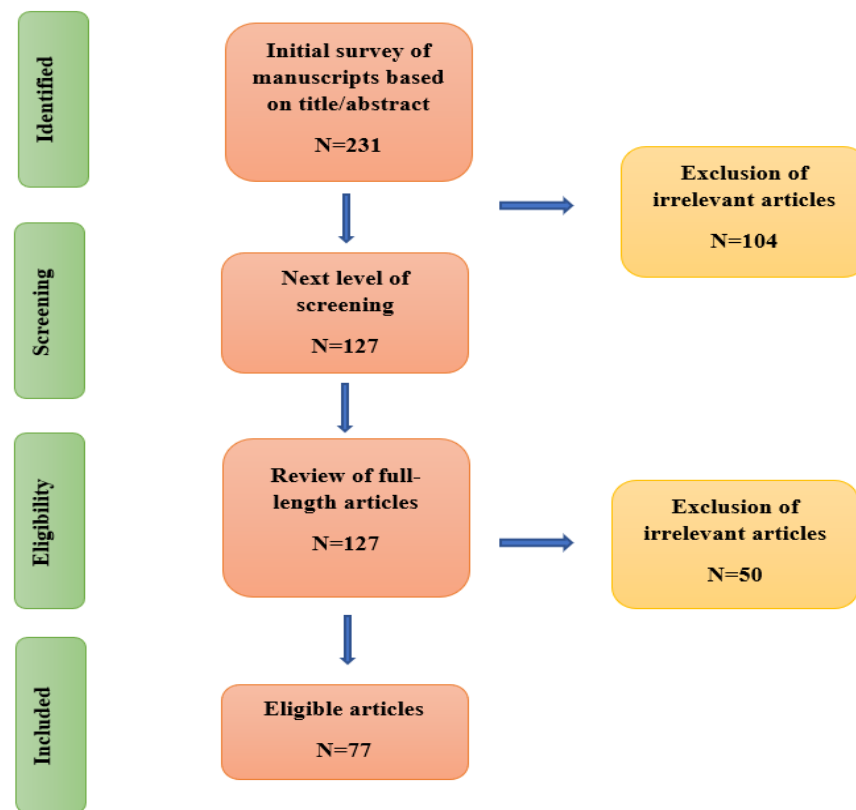 Identified
Initial survey of
manuscripts based
on title/abstract
N=231
Exclusion of
irrelevant articles
N=104
Screening
Next level of
screening
N=127
Eligibility
Review of full-
length articles
N=127
Exclusion of
irrelevant articles
N=50
Included
Eligible articles
N=77